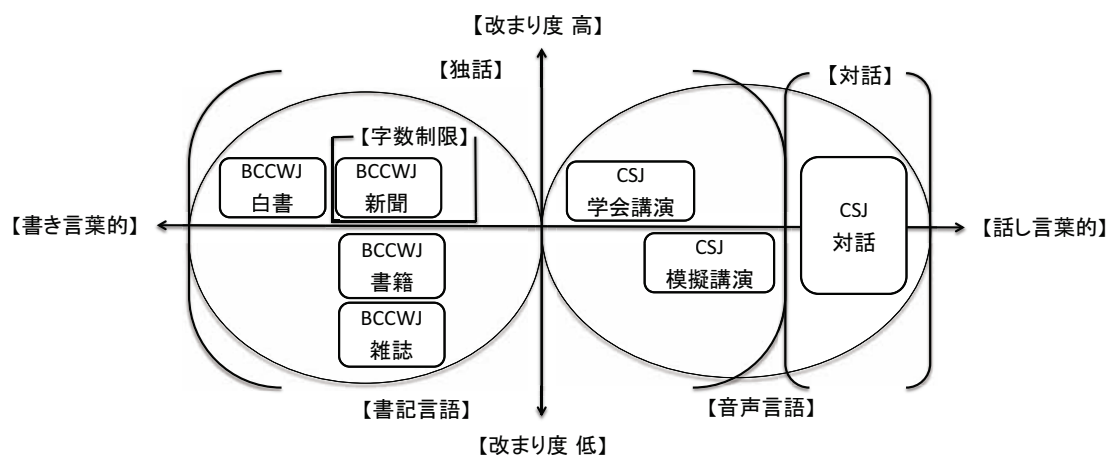 【改まり度 高】
【独話】
【対話】
【字数制限】
BCCWJ
白書
BCCWJ
新聞
CSJ
学会講演
CSJ
対話
【書き言葉的】
【話し言葉的】
BCCWJ
書籍
CSJ
模擬講演
BCCWJ
雑誌
【書記言語】
【音声言語】
【改まり度 低】